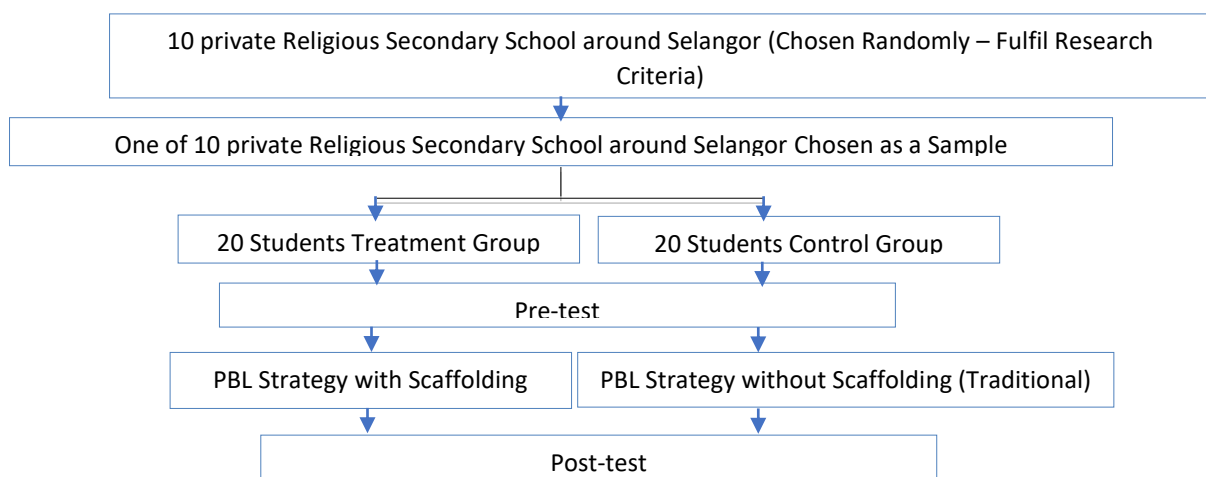 10 private Religious Secondary School around Selangor (Chosen Randomly – Fulfil Research
Criteria)
One of 10 private Religious Secondary School around Selangor Chosen as a Sample
20 Students Treatment Group
20 Students Control Group
Pre-test
PBL Strategy with Scaffolding
PBL Strategy without Scaffolding (Traditional)
Post-test